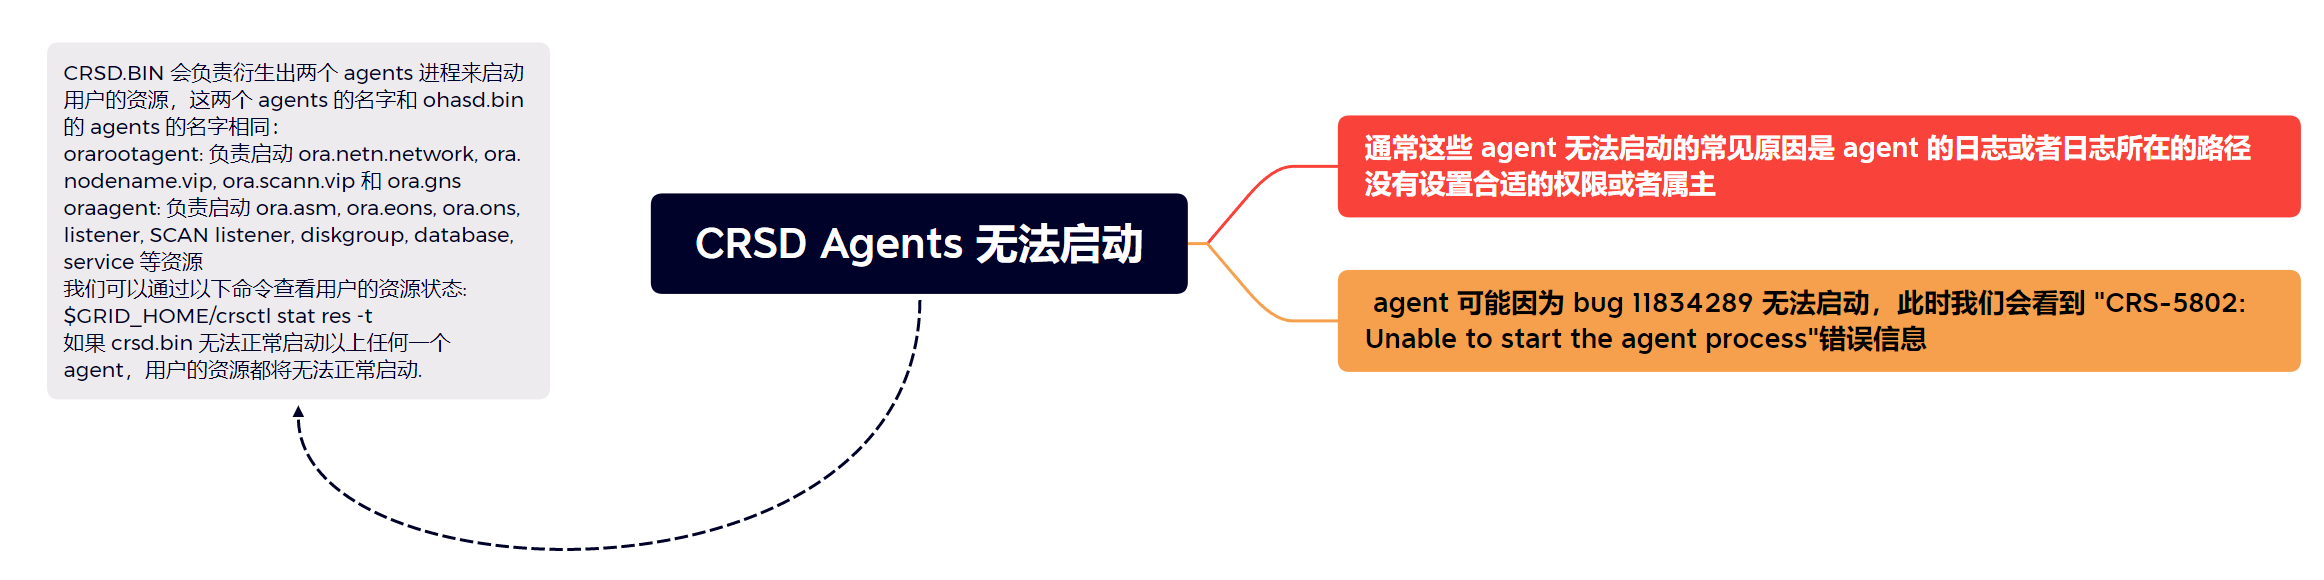 CRSD.BIN 会负责衍生出两个 agents 进程来启动
用户的资源，这两个 agents 的名字和 ohasd.bin
的 agents 的名字相同：
orarootagent: 负责启动 ora.netn.network, ora.
nodename.vip, ora.scann.vip 和 ora.gns
oraagent: 负责启动 ora.asm, ora.eons, ora.ons,
listener, SCAN listener, diskgroup, database,
service 等资源
我们可以通过以下命令查看用户的资源状态:
$GRID_HOME/crsctl stat res -t
如果 crsd.bin 无法正常启动以上任何一个
agent，用户的资源都将无法正常启动.
CRSD Agents 无法启动
通常这些 agent 无法启动的常见原因是 agent 的日志或者日志所在的路径
没有设置合适的权限或者属主
agent 可能因为 bug 11834289 无法启动，此时我们会看到 "CRS-5802:
Unable to start the agent process"错误信息